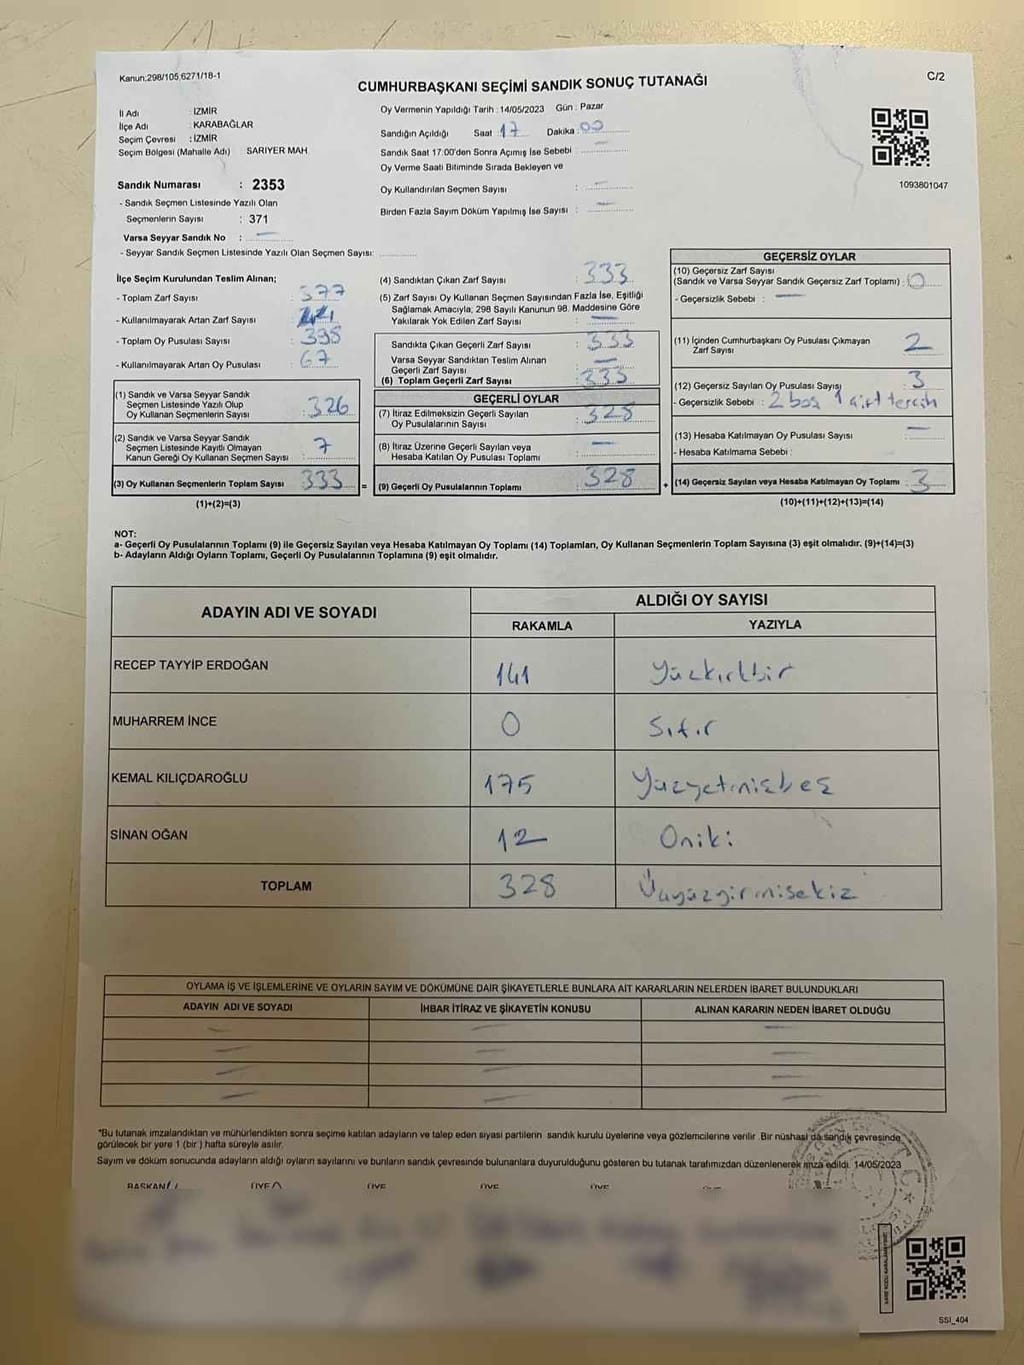 Kanun:298/105,6271/18-1
CUMHURBAŞKANI SEÇİMİ SANDIK SONUÇ TUTANAĞI
C/2
İl Adı : İZMİR
İlçe Adı : KARABAĞLAR
Seçim Çevresi : İZMİR
Seçim Bölgesi (Mahalle Adı) SARIYER MAH
Sandık Numarası : 2353
- Sandık Seçmen Listesinde Yazılı Olan
Seçmenlerin Sayısı : 371
Varsa Seyyar Sandık No : —
- Seyyar Sandık Seçmen Listesinde Yazılı Olan Seçmen Sayısı:
Oy Vermenin Yapıldığı Tarih : 14/05/2023 Gün : Pazar
Sandığın Açıldığı Saat 17 Dakika 00
Sandık Saat 17:00'den Sonra Açımış İse Sebebi : —
Oy Verme Saati Bitiminde Sırada Bekleyen ve
Oy Kullandırılan Seçmen Sayısı : —
Birden Fazla Sayım Döküm Yapılmış İse Sayısı : —
1093801047
İlçe Seçim Kurulundan Teslim Alınan;
- Toplam Zarf Sayısı : 377
- Kullanılmayarak Artan Zarf Sayısı :
- Toplam Oy Pusulası Sayısı : 395
- Kullanılmayarak Artan Oy Pusulası : 67
(1) Sandık ve Varsa Seyyar Sandık
Seçmen Listesinde Yazılı Olup
Oy Kullanan Seçmenlerin Sayısı : 326
(2) Sandık ve Varsa Seyyar Sandık
Seçmen Listesinde Kayıtlı Olmayan
Kanun Gereği Oy Kullanan Seçmen Sayısı : 7
(3) Oy Kullanan Seçmenlerin Toplam Sayısı : 333
(1)+(2)=(3)
(4) Sandıktan Çıkan Zarf Sayısı : 333
(5) Zarf Sayısı Oy Kullanan Seçmen Sayısından Fazla İse, Eşitliği
Sağlamak Amacıyla; 298 Sayılı Kanunun 98. Maddesine Göre
Yakılarak Yok Edilen Zarf Sayısı : —
Sandıkta Çıkan Geçerli Zarf Sayısı : 333
Varsa Seyyar Sandıktan Teslim Alınan
Geçerli Zarf Sayısı : —
(6) Toplam Geçerli Zarf Sayısı : 333
GEÇERLİ OYLAR
(7) İtiraz Edilmeksizin Geçerli Sayılan
Oy Pusulalarının Sayısı : 328
(8) İtiraz Üzerine Geçerli Sayılan veya
Hesaba Katılan Oy Pusulası Toplamı : —
= (9) Geçerli Oy Pusulalarının Toplamı : 328
GEÇERSİZ OYLAR
(10) Geçersiz Zarf Sayısı
(Sandık ve Varsa Seyyar Sandık Geçersiz Zarf Toplamı) : 0
- Geçersizlik Sebebi : —
(11) İçinden Cumhurbaşkanı Oy Pusulası Çıkmayan
Zarf Sayısı : 2
(12) Geçersiz Sayılan Oy Pusulası Sayısı : 3
- Geçersizlik Sebebi : 2 boş 1 çift tercih
(13) Hesaba Katılmayan Oy Pusulası Sayısı : —
- Hesaba Katılmama Sebebi :
+ (14) Geçersiz Sayılan veya Hesaba Katılmayan Oy Toplamı : 3
(10)+(11)+(12)+(13)=(14)
NOT:
a- Geçerli Oy Pusulalarının Toplamı (9) ile Geçersiz Sayılan veya Hesaba Katılmayan Oy Toplamı (14) Toplamları, Oy Kullanan Seçmenlerin Toplam Sayısına (3) eşit olmalıdır. (9)+(14)=(3)
b- Adayların Aldığı Oyların Toplamı, Geçerli Oy Pusulalarının Toplamına (9) eşit olmalıdır.
ADAYIN ADI VE SOYADI
ALDIĞI OY SAYISI
RAKAMLA YAZIYLA
RECEP TAYYİP ERDOĞAN 141 Yüzkırkbir
MUHARREM İNCE 0 Sıfır
KEMAL KILIÇDAROĞLU 175 Yüzyetmişbeş
SİNAN OĞAN 12 Oniki
TOPLAM 328 Üçyüzyirmisekiz
OYLAMA İŞ VE İŞLEMLERİNE VE OYLARIN SAYIM VE DÖKÜMÜNE DAİR ŞİKAYETLERLE BUNLARA AİT KARARLARIN NELERDEN İBARET BULUNDUKLARI
ADAYIN ADI VE SOYADI İHBAR İTİRAZ VE ŞİKAYETİN KONUSU ALINAN KARARIN NEDEN İBARET OLDUĞU
— — —
— — —
— — —
— — —
*Bu tutanak imzalandıktan ve mühürlendikten sonra seçime katılan adayların ve talep eden siyasi partilerin sandık kurulu üyelerine veya gözlemcilerine verilir .Bir nüshası da sandık çevresinde
görülecek bir yere 1 (bir ) hafta süreyle asılır.
Sayım ve döküm sonucunda adayların aldığı oyların sayılarını ve bunların sandık çevresinde bulunanlara duyurulduğunu gösteren bu tutanak tarafımızdan düzenlenerek imza edildi. 14/05/2023
BAŞKAN ÜYE ÜYE ÜYE ÜYE
T.C.
SSI_404